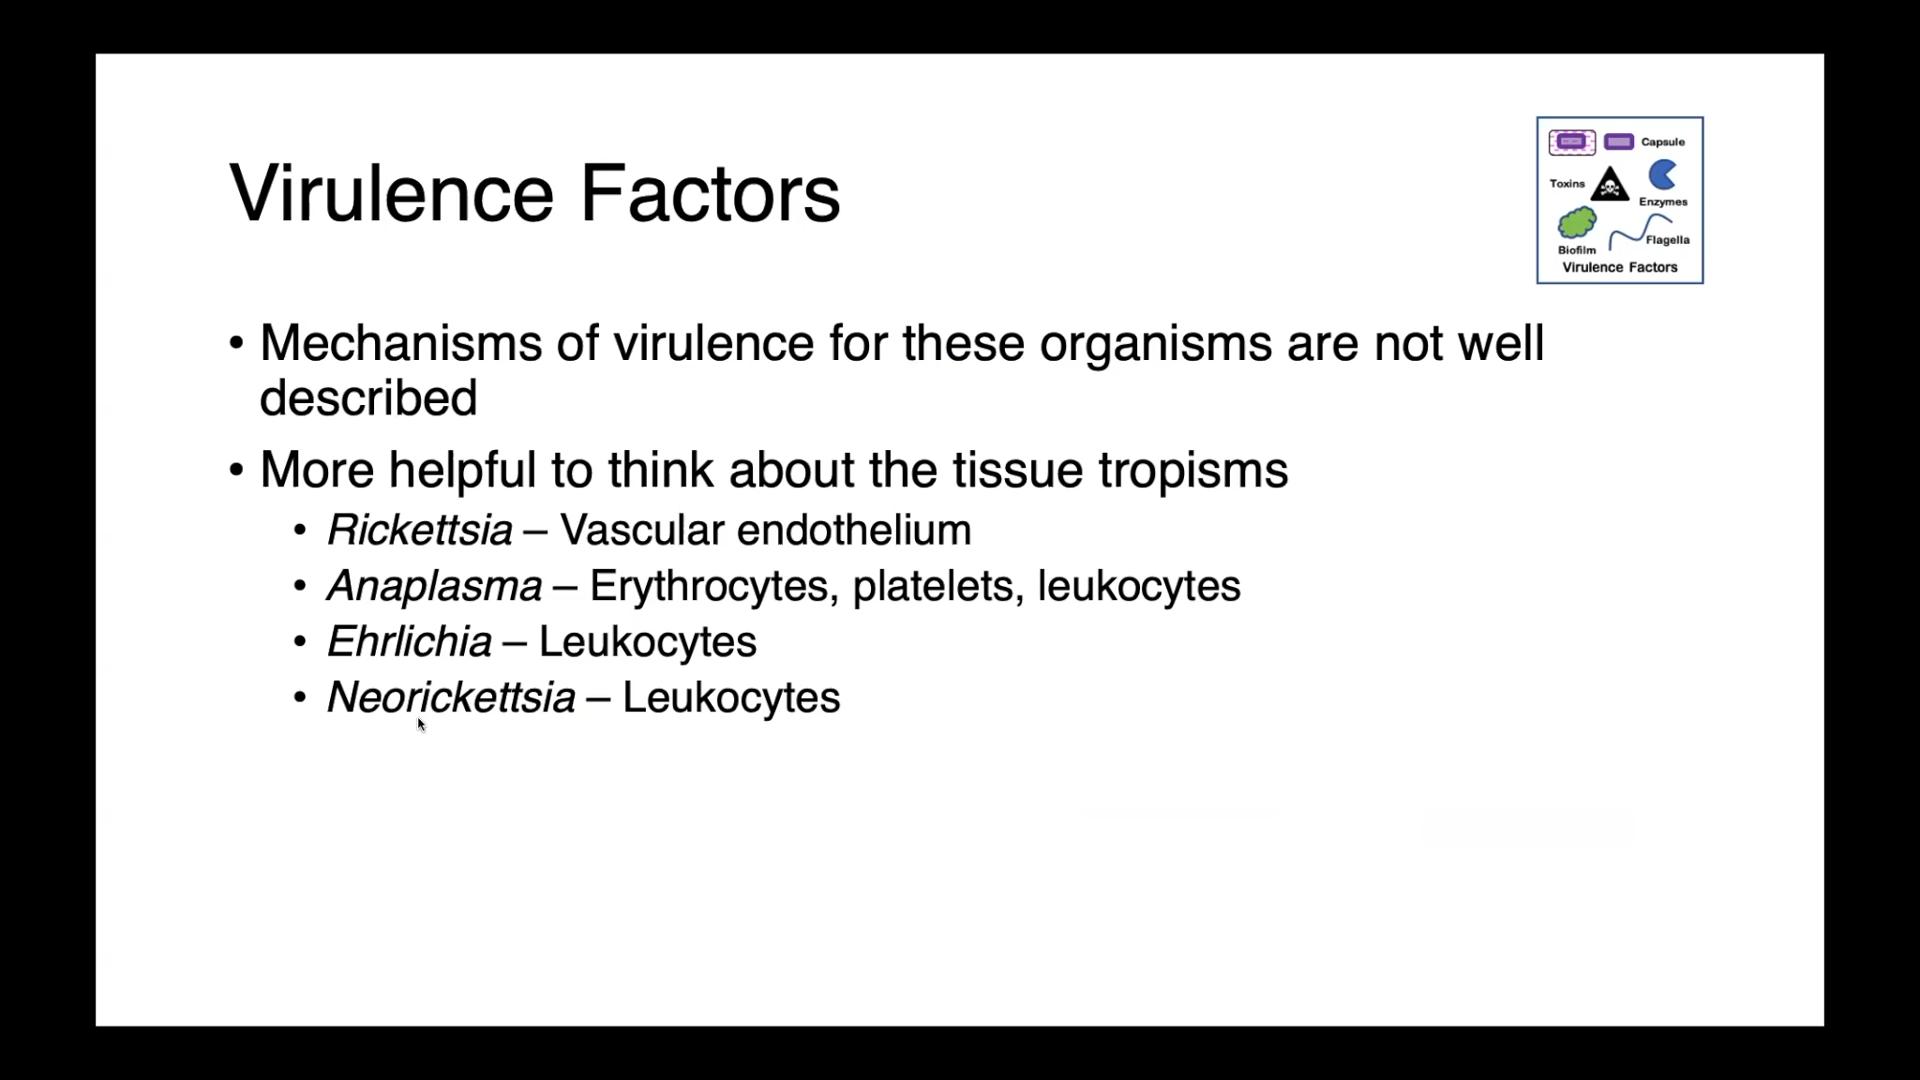 Virulence Factors
Capsule
Toxins
Enzymes
Biofilm
Flagella
Virulence Factors
• Mechanisms of virulence for these organisms are not well
described
• More helpful to think about the tissue tropisms
• Rickettsia – Vascular endothelium
• Anaplasma – Erythrocytes, platelets, leukocytes
• Ehrlichia – Leukocytes
• Neorickettsia – Leukocytes